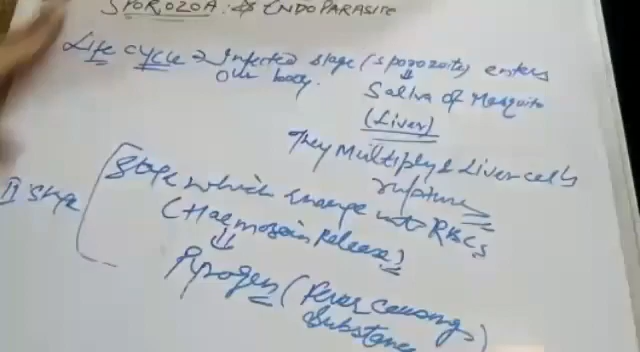 SPOROZOA: ENDOPARASITE
Life cycle → Infected stage (sporozoite) enters
Our body.
Saliva of Mosquito
(Liver)
They Multiply & Liver cells
rupture
II stage
Stage which change into RBCs
(Haemozoin Release)
Pyrogen (Fever causing
Substance)